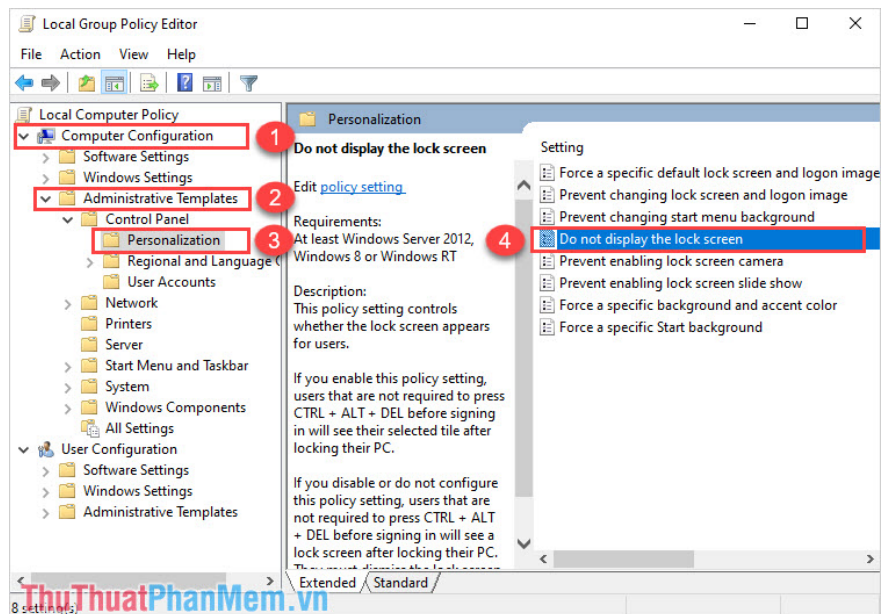 Local Group Policy Editor
File Action View Help
Local Computer Policy
Computer Configuration
1
Software Settings
Windows Settings
Administrative Templates
2
Control Panel
Personalization
3
Regional and Language
User Accounts
Network
Printers
Server
Start Menu and Taskbar
System
Windows Components
All Settings
User Configuration
Software Settings
Windows Settings
Administrative Templates
Personalization
Do not display the lock screen
Edit policy setting
Requirements:
At least Windows Server 2012,
Windows 8 or Windows RT
Description:
This policy setting controls
whether the lock screen appears
for users.
If you enable this policy setting,
users that are not required to press
CTRL + ALT + DEL before signing
in will see their selected tile after
locking their PC.
If you disable or do not configure
this policy setting, users that are
not required to press CTRL + ALT
+ DEL before signing in will see a
lock screen after locking their PC.
They must dismiss the lock screen
Setting
Force a specific default lock screen and logon image
Prevent changing lock screen and logon image
Prevent changing start menu background
4
Do not display the lock screen
Prevent enabling lock screen camera
Prevent enabling lock screen slide show
Force a specific background and accent color
Force a specific Start background
Extended Standard
8 setting(s)
ThuThuatPhanMem.vn